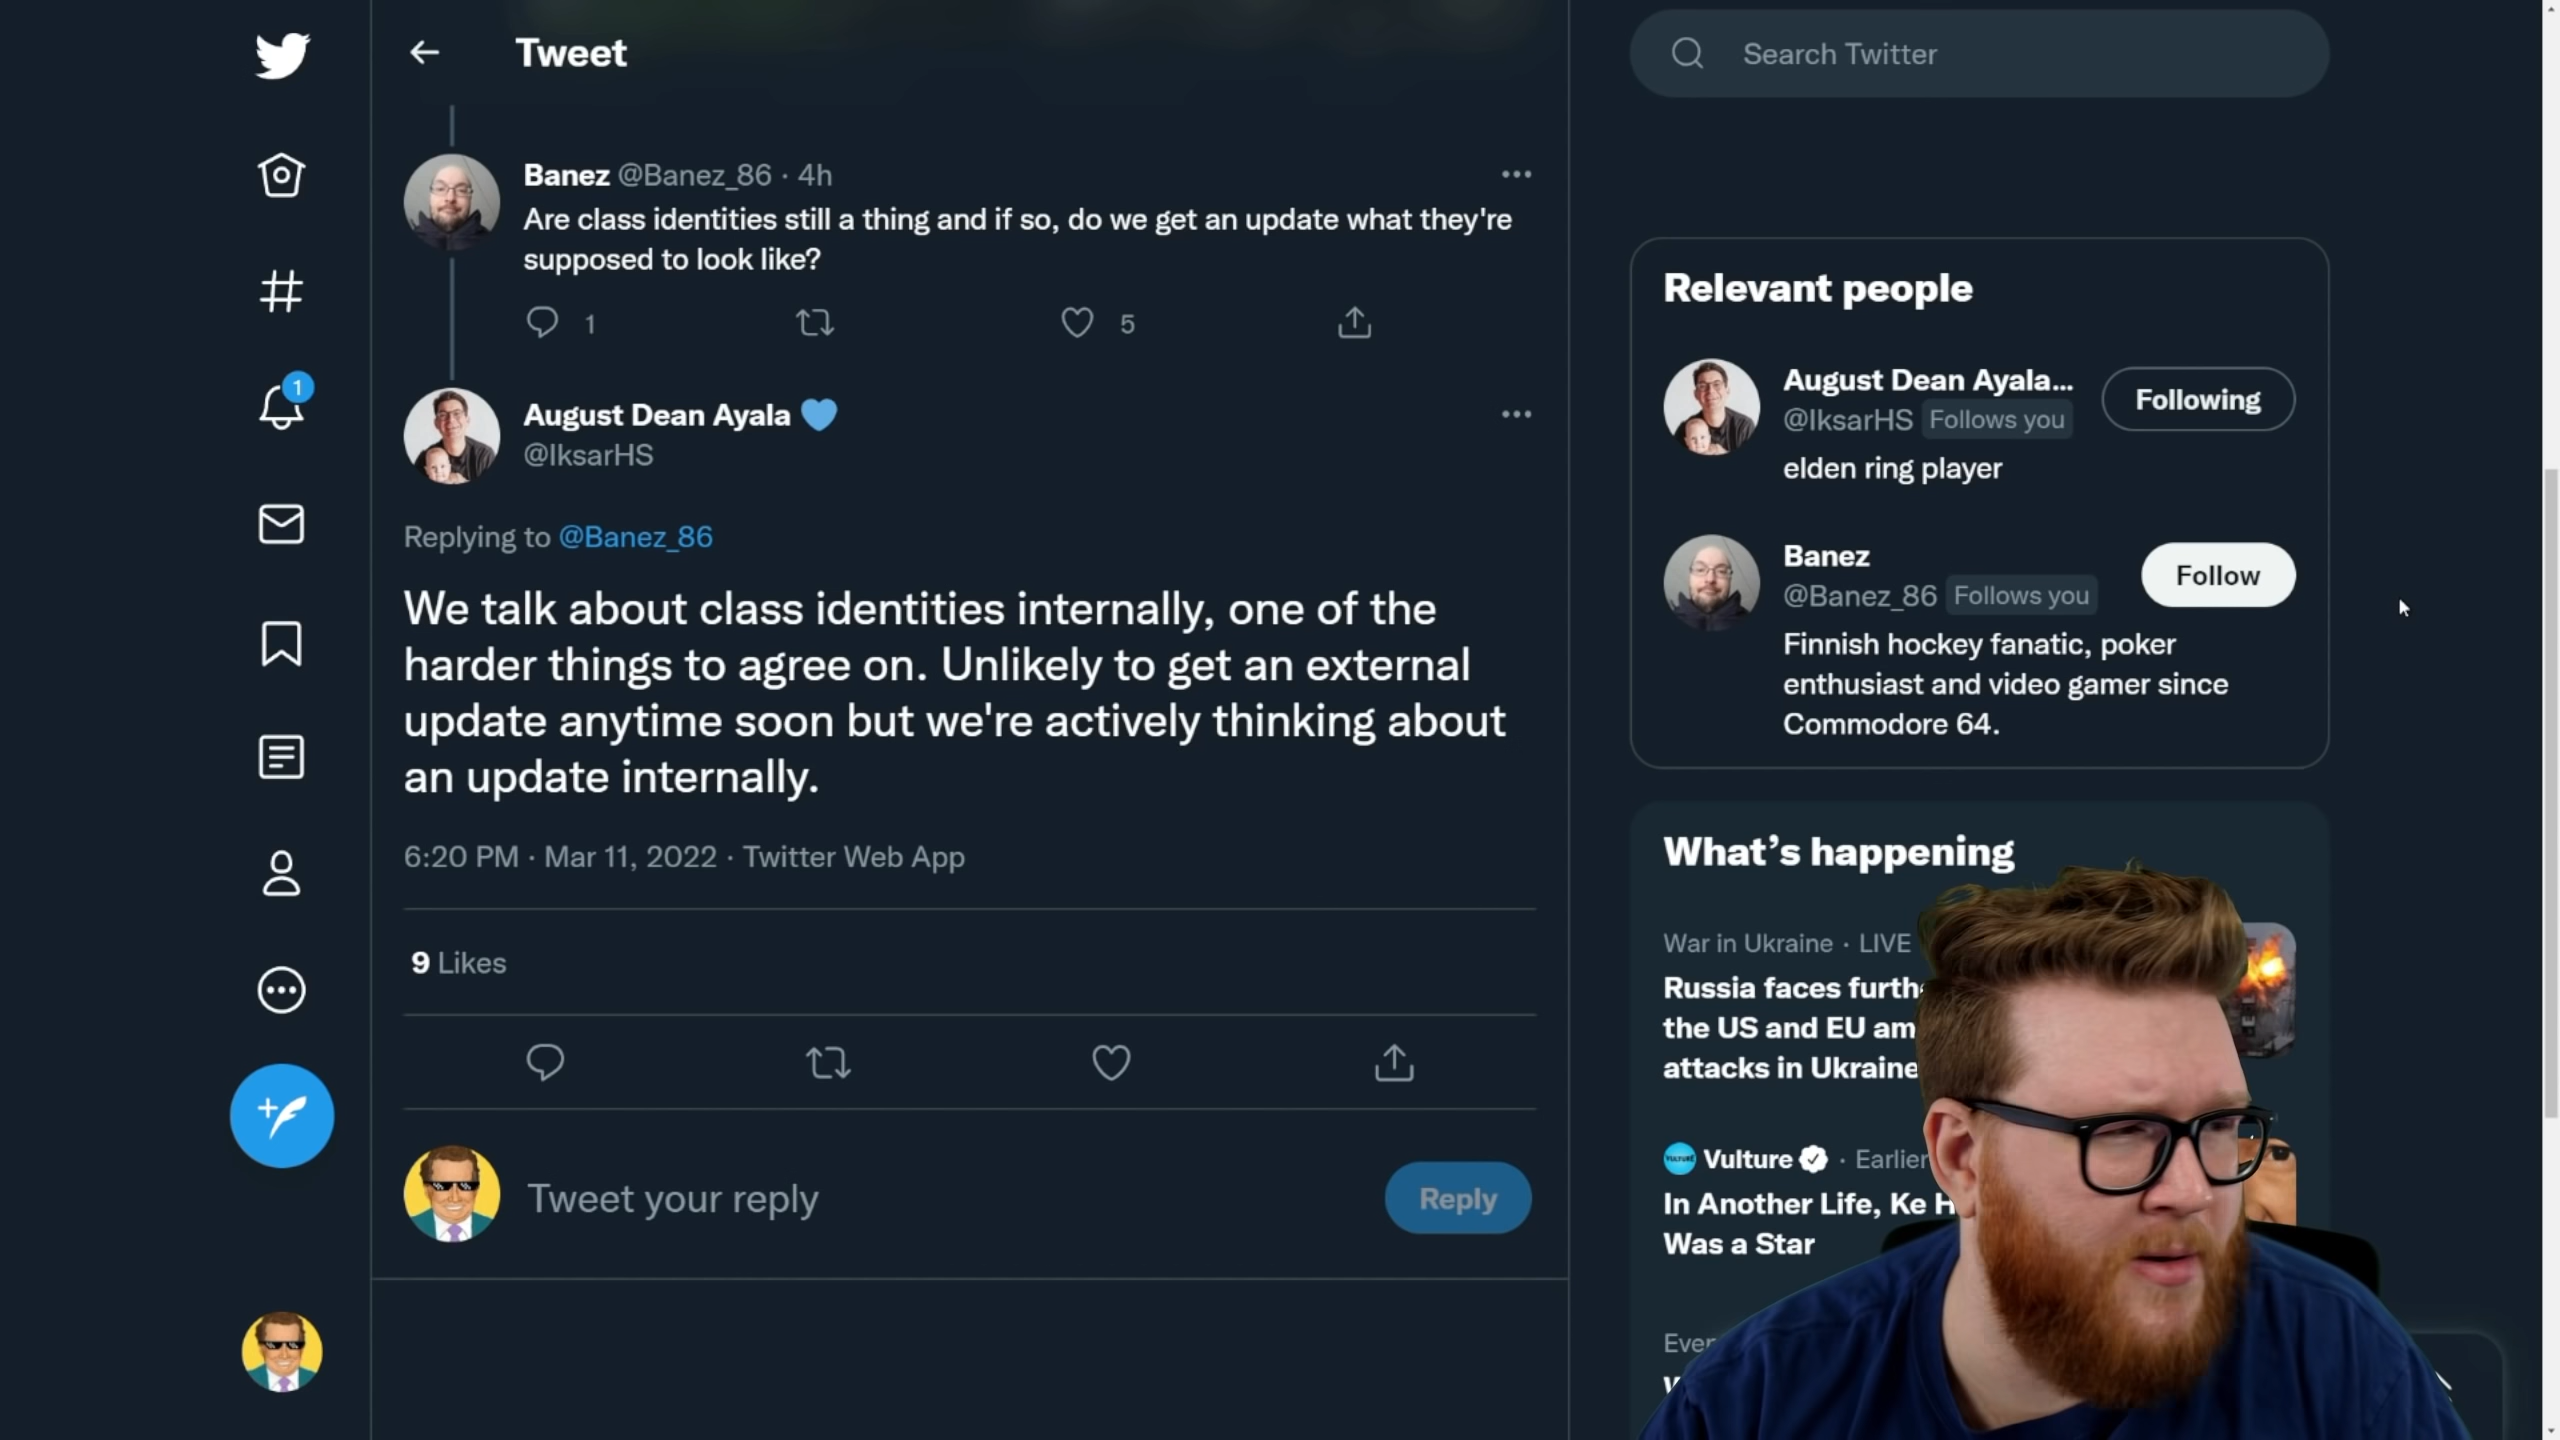 Tweet
Banez @Banez_86 · 4h
Are class identities still a thing and if so, do we get an update what they're
supposed to look like?
1
5
August Dean Ayala 💙
@IksarHS
Replying to @Banez_86
We talk about class identities internally, one of the
harder things to agree on. Unlikely to get an external
update anytime soon but we're actively thinking about
an update internally.
6:20 PM · Mar 11, 2022 · Twitter Web App
9 Likes
Tweet your reply
Reply
1
Search Twitter
Relevant people
August Dean Ayala...
@IksarHS Follows you
Following
elden ring player
Banez
@Banez_86 Follows you
Follow
Finnish hockey fanatic, poker
enthusiast and video gamer since
Commodore 64.
What's happening
War in Ukraine · LIVE
Russia faces
the US and EU
attacks in Ukraine
VULTURE Vulture · Earlier
In Another Life, Ke
Was a Star